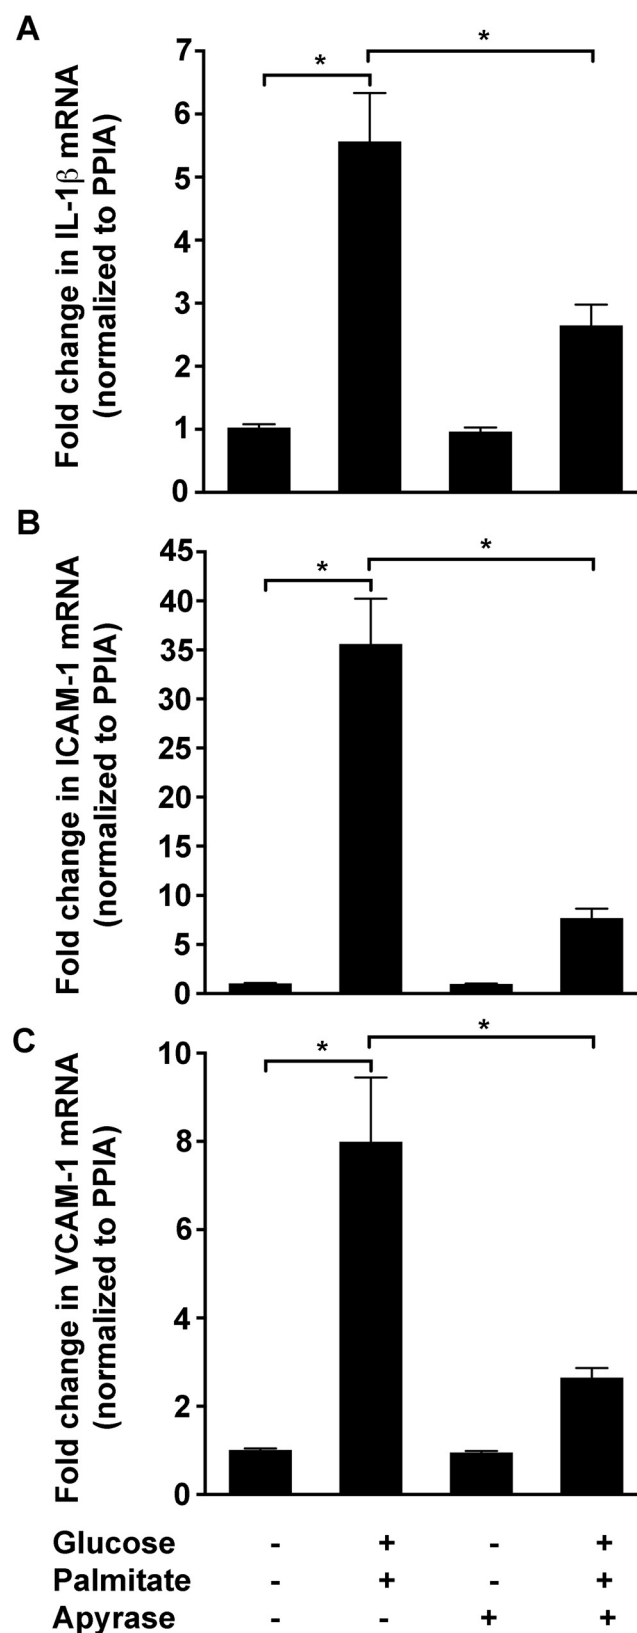 A
Fold change in IL-1β mRNA
(normalized to PPIA)
7
6
5
4
3
2
1
0
*
*
B
Fold change in ICAM-1 mRNA
(normalized to PPIA)
45
40
35
30
25
20
15
10
5
0
*
*
C
Fold change in VCAM-1 mRNA
(normalized to PPIA)
10
8
6
4
2
0
*
*
Glucose - + - +
Palmitate - + - +
Apyrase - - + +